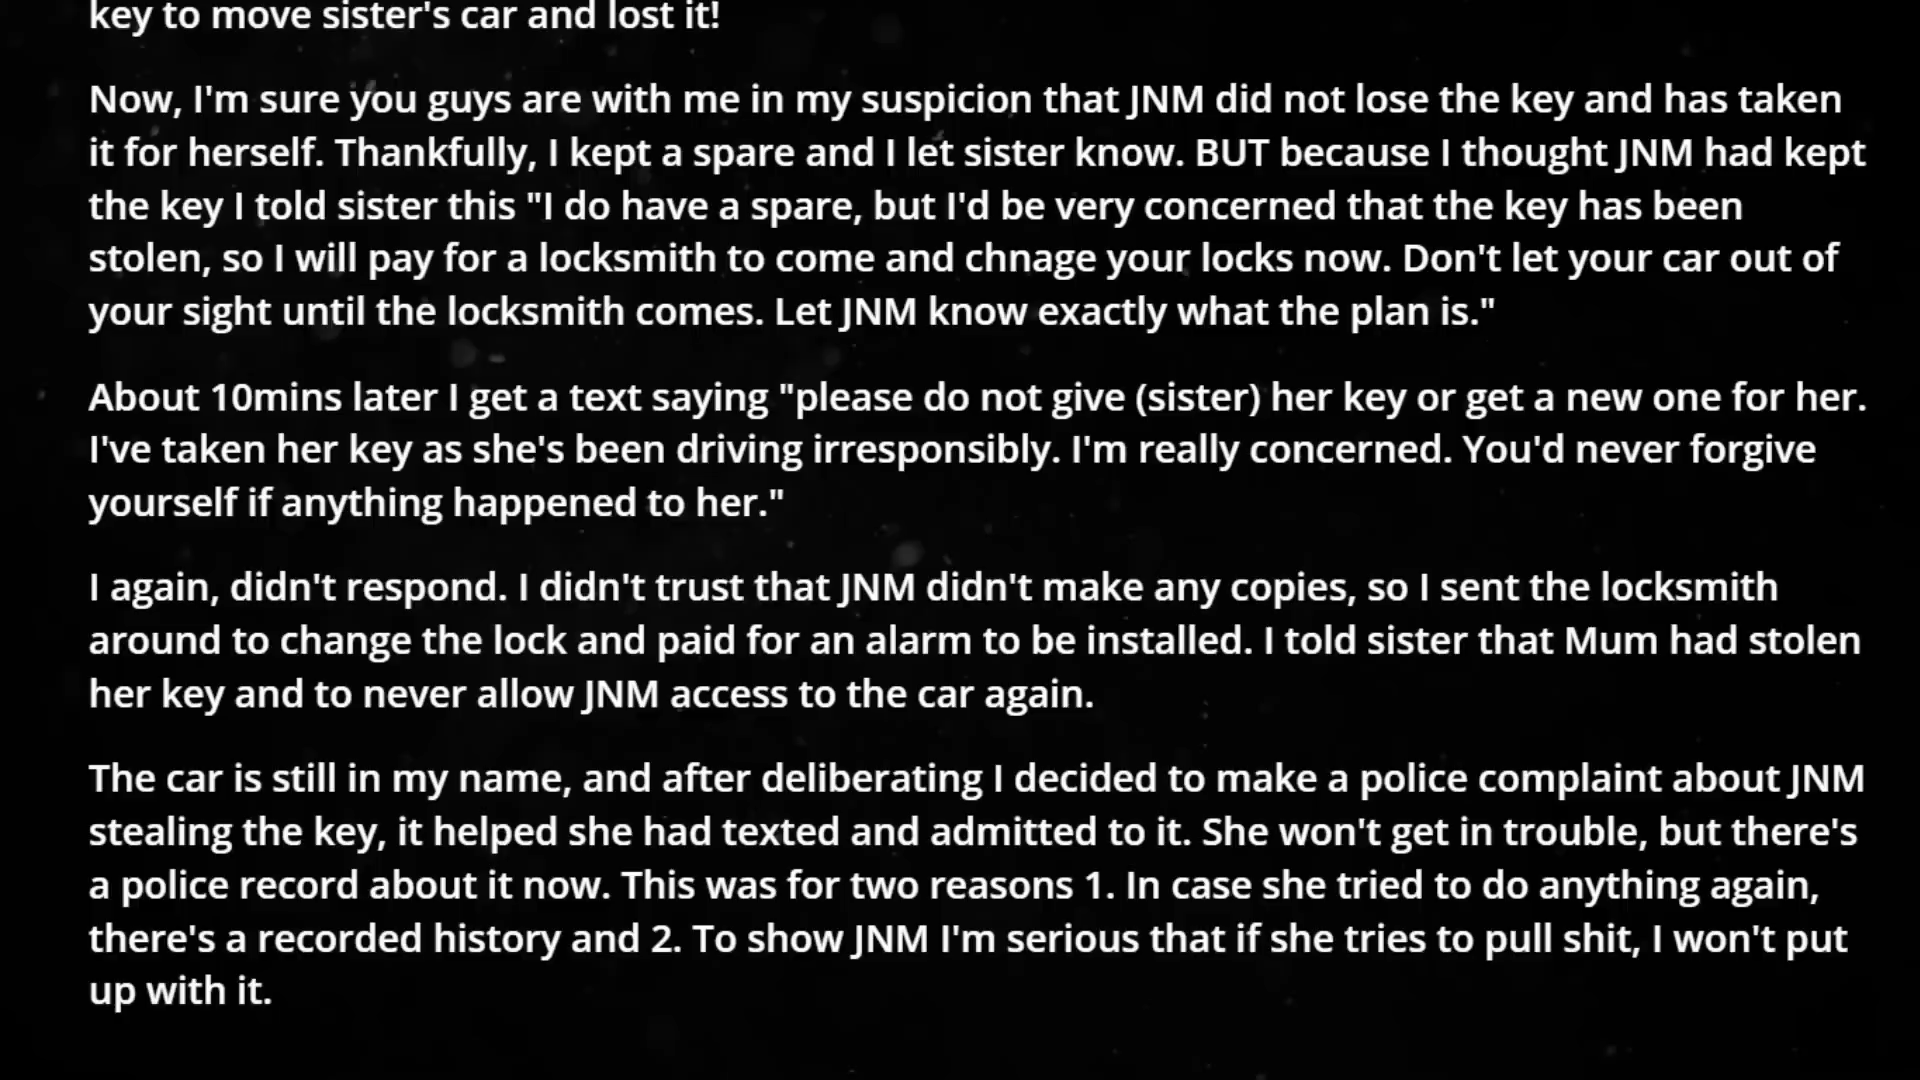 key to move sister's car and lost it!
Now, I'm sure you guys are with me in my suspicion that JNM did not lose the key and has taken
it for herself. Thankfully, I kept a spare and I let sister know. BUT because I thought JNM had kept
the key I told sister this "I do have a spare, but I'd be very concerned that the key has been
stolen, so I will pay for a locksmith to come and chnage your locks now. Don't let your car out of
your sight until the locksmith comes. Let JNM know exactly what the plan is."
About 10mins later I get a text saying "please do not give (sister) her key or get a new one for her.
I've taken her key as she's been driving irresponsibly. I'm really concerned. You'd never forgive
yourself if anything happened to her."
I again, didn't respond. I didn't trust that JNM didn't make any copies, so I sent the locksmith
around to change the lock and paid for an alarm to be installed. I told sister that Mum had stolen
her key and to never allow JNM access to the car again.
The car is still in my name, and after deliberating I decided to make a police complaint about JNM
stealing the key, it helped she had texted and admitted to it. She won't get in trouble, but there's
a police record about it now. This was for two reasons 1. In case she tried to do anything again,
there's a recorded history and 2. To show JNM I'm serious that if she tries to pull shit, I won't put
up with it.